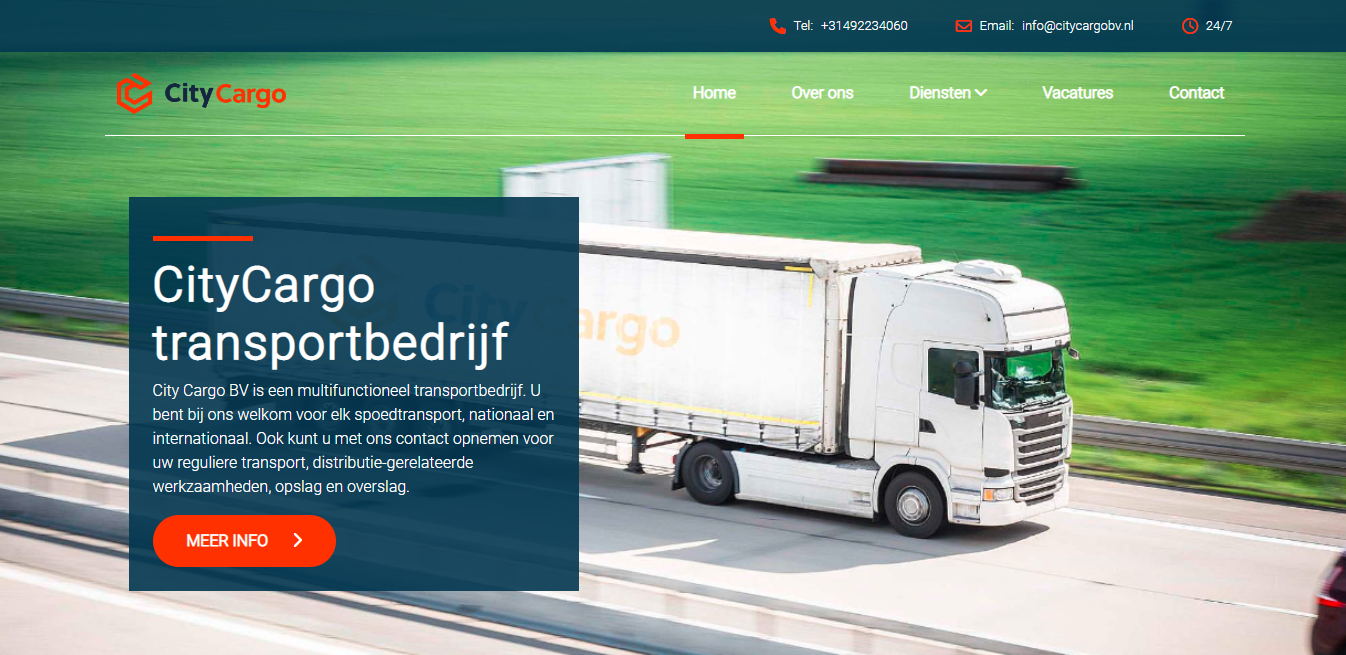 Tel: +31492234060 Email: info@citycargobv.nl 24/7
CityCargo Home Over ons Diensten Vacatures Contact
CityCargo
CityCargo
transportbedrijf
City Cargo BV is een multifunctioneel transportbedrijf. U
bent bij ons welkom voor elk spoedtransport, nationaal en
internationaal. Ook kunt u met ons contact opnemen voor
uw reguliere transport, distributie-gerelateerde
werkzaamheden, opslag en overslag.
MEER INFO